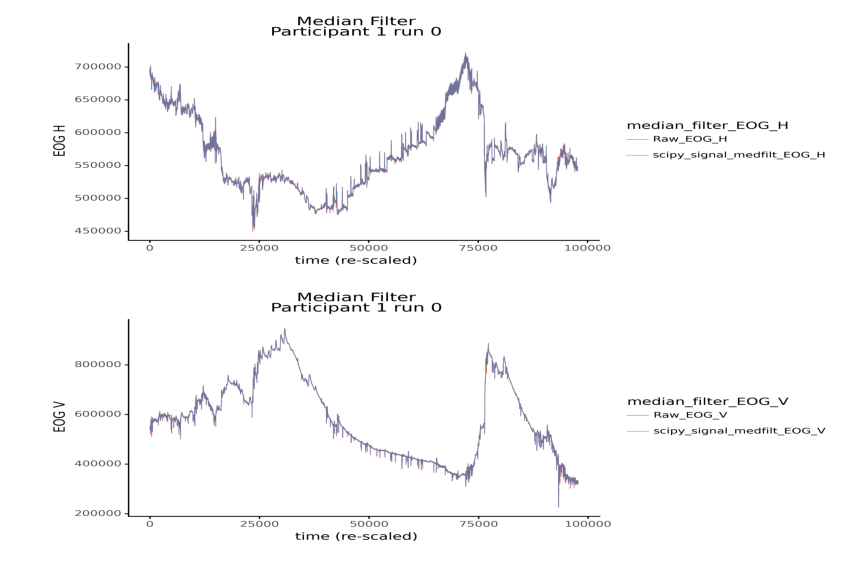 Median Filter
Participant 1 run 0
700000
650000
600000
550000
500000
450000
EOG H
0
25000
50000
75000
100000
time (re-scaled)
median_filter_EOG_H
Raw_EOG_H
scipy_signal_medfilt_EOG_H
Median Filter
Participant 1 run 0
800000
600000
400000
200000
EOG V
0
25000
50000
75000
100000
time (re-scaled)
median_filter_EOG_V
Raw_EOG_V
scipy_signal_medfilt_EOG_V